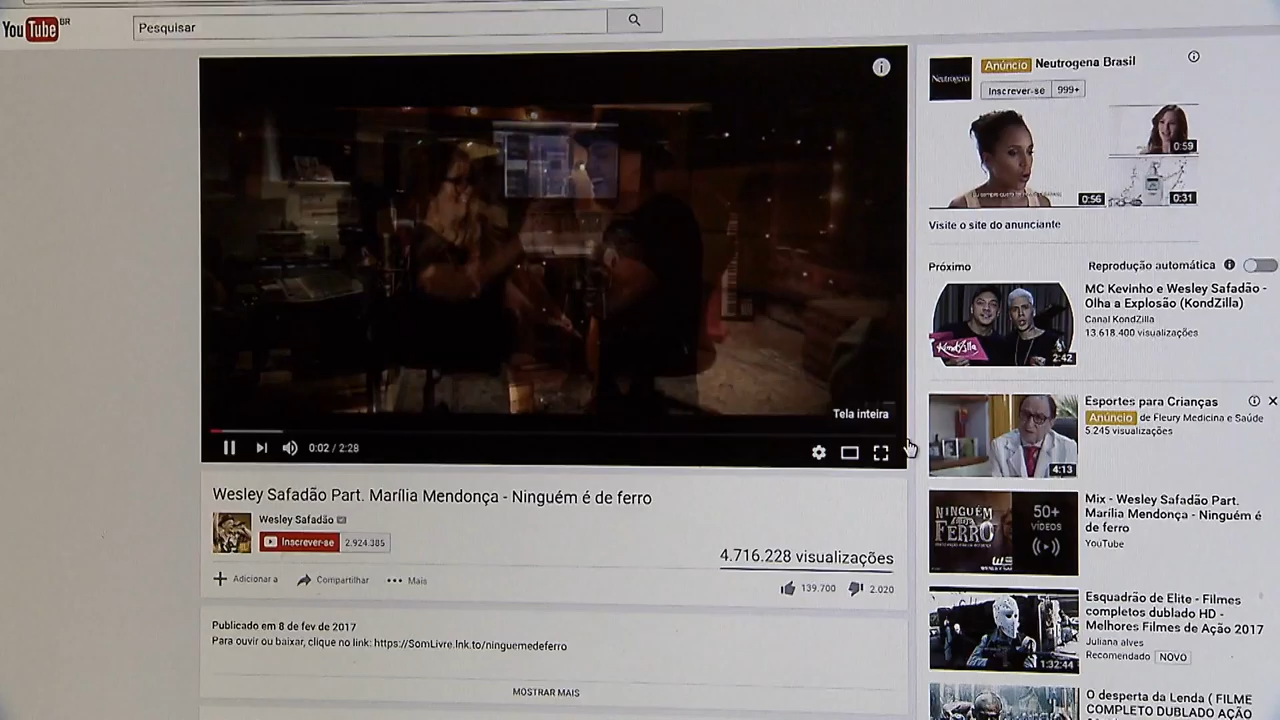 YouTube BR
Pesquisar
Tela inteira
0:02 / 2:28
Wesley Safadão Part. Marília Mendonça - Ninguém é de ferro
Wesley Safadão
Inscrever-se 2.924.385
4.716.228 visualizações
Adicionar a Compartilhar Mais
139.700 2.020
Publicado em 8 de fev de 2017
Para ouvir ou baixar, clique no link: https://SomLivre.lnk.to/ninguemedeferro
MOSTRAR MAIS
Neutrogena
Anúncio Neutrogena Brasil
Inscrever-se 999+
0:56
0:59
0:31
Visite o site do anunciante
Próximo
Reprodução automática
KondZilla
2:42
MC Kevinho e Wesley Safadão -
Olha a Explosão (KondZilla)
Canal KondZilla
13.618.400 visualizações
4:13
Esportes para Crianças
Anúncio de Fleury Medicina e Saúde
5.245 visualizações
NINGUÉM
É DE
FERRO
50+
VÍDEOS
Mix - Wesley Safadão Part.
Marília Mendonça - Ninguém é
de ferro
YouTube
1:32:44
Esquadrão de Elite - Filmes
completos dublado HD -
Melhores Filmes de Ação 2017
Juliana alves
Recomendado NOVO
O desperta da Lenda ( FILME
COMPLETO DUBLADO AÇÃO